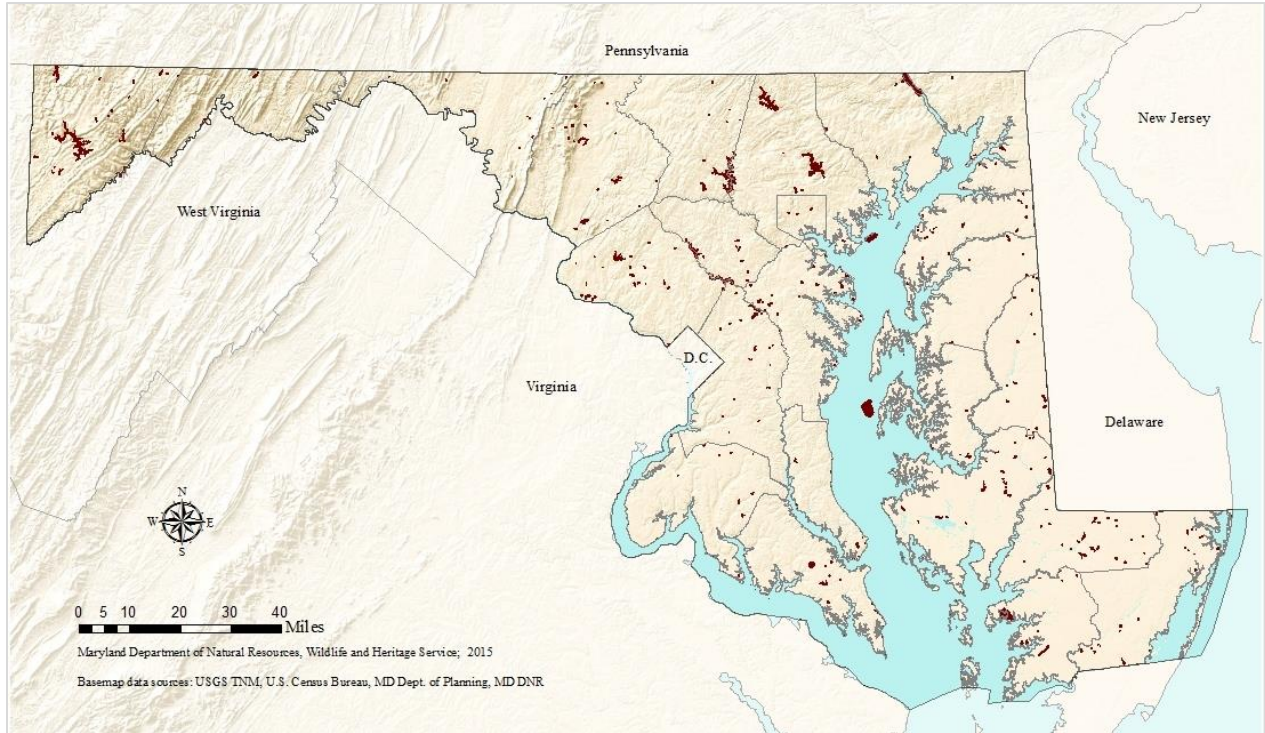 Pennsylvania
New Jersey
West Virginia
D.C.
Virginia
Delaware
N
W E
S
0 5 10 20 30 40
Miles
Maryland Department of Natural Resources, Wildlife and Heritage Service; 2015
Basemap data sources: USGS TNM, U.S. Census Bureau, MD Dept. of Planning, MD DNR